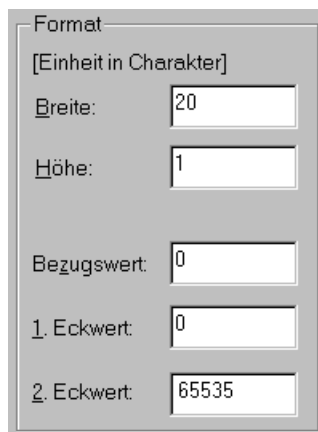 Format
[Einheit in Charakter]
Breite: 20
Höhe: 1
Bezugswert: 0
1. Eckwert: 0
2. Eckwert: 65535